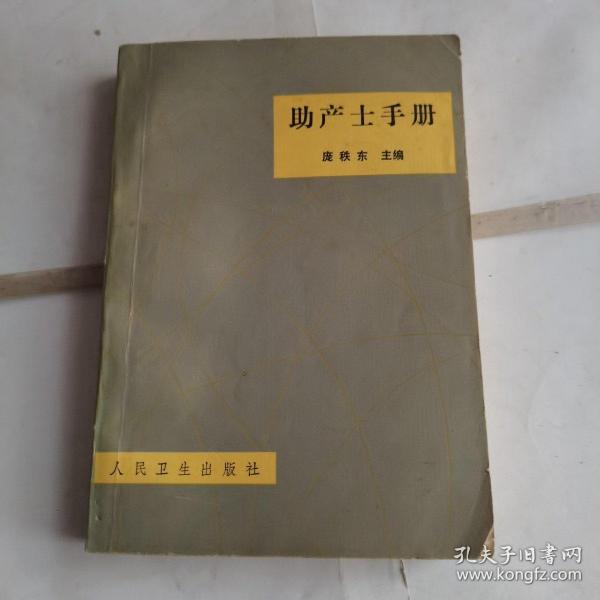 助产士手册
庞秩东 主编
人民卫生出版社
孔夫子旧书网
www.kongfz.com